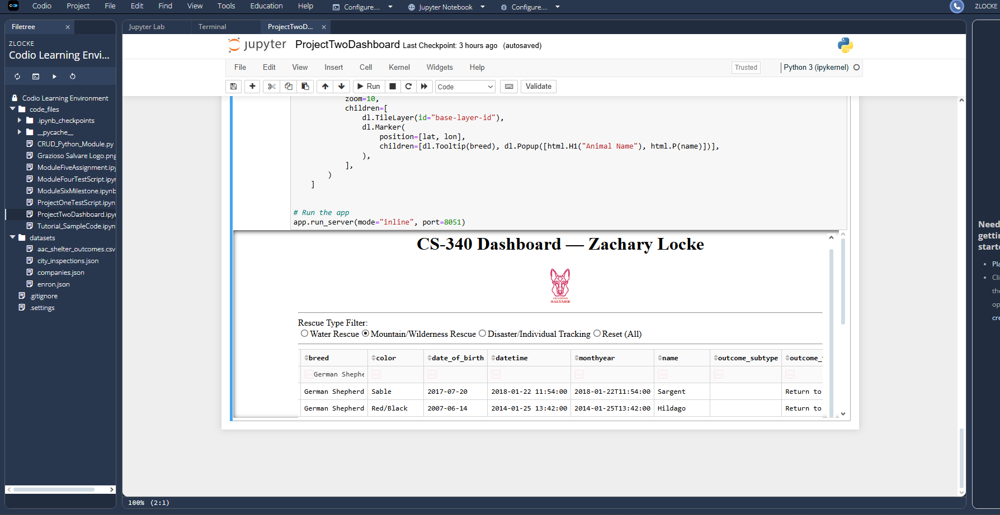 Codio Project File Edit Find View Tools Education Help Configure.... Jupyter Notebook Configure.... ZLOCKE
Filetree
ZLOCKE
Codio Learning Envi...
Codio Learning Environment
code_files
.ipynb_checkpoints
__pycache__
CRUD_Python_Module.py
Grazioso Salvare Logo.png
ModuleFiveAssignment.ipy
ModuleFourTestScript.ipyn
ModuleSixMilestone.ipynb
ProjectOneTestScript.ipyn
ProjectTwoDashboard.ipyn
Tutorial_SampleCode.ipyn
datasets
aac_shelter_outcomes.csv
city_inspections.json
companies.json
enron.json
.gitignore
.settings
Jupyter Lab Terminal ProjectTwoD...
jupyter ProjectTwoDashboard Last Checkpoint: 3 hours ago (autosaved)
File Edit View Insert Cell Kernel Widgets Help Trusted Python 3 (ipykernel)
Run Code Validate
zoom=10,
children=[
dl.TileLayer(id="base-layer-id"),
dl.Marker(
position=[lat, lon],
children=[dl.Tooltip(breed), dl.Popup([html.H1("Animal Name"), html.P(name)])],
),
],
)
]
# Run the app
app.run_server(mode="inline", port=8051)
CS-340 Dashboard — Zachary Locke
GRAZIOSO
SALVARE
Rescue Type Filter:
Water Rescue Mountain/Wilderness Rescue Disaster/Individual Tracking Reset (All)
breed color date_of_birth datetime monthyear name outcome_subtype outcome_
German Shephe
German Shepherd Sable 2017-07-20 2018-01-22 11:54:00 2018-01-22T11:54:00 Sargent Return to
German Shepherd Red/Black 2007-06-14 2014-01-25 13:42:00 2014-01-25T13:42:00 Hildago Return to
100% (2:1)
Need
gettin
starte
Pla
Cli
the
op
cre